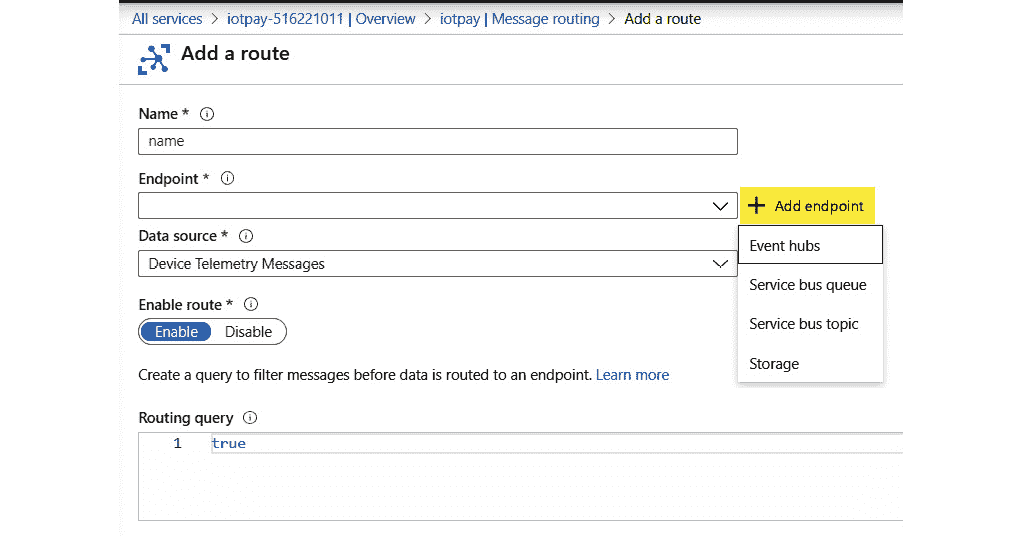 All services > iotpay-516221011 | Overview > iotpay | Message routing > Add a route
Add a route
Name *
name
Endpoint *
+ Add endpoint
Event hubs
Service bus queue
Service bus topic
Storage
Data source *
Device Telemetry Messages
Enable route *
Enable Disable
Create a query to filter messages before data is routed to an endpoint. Learn more
Routing query
1 true